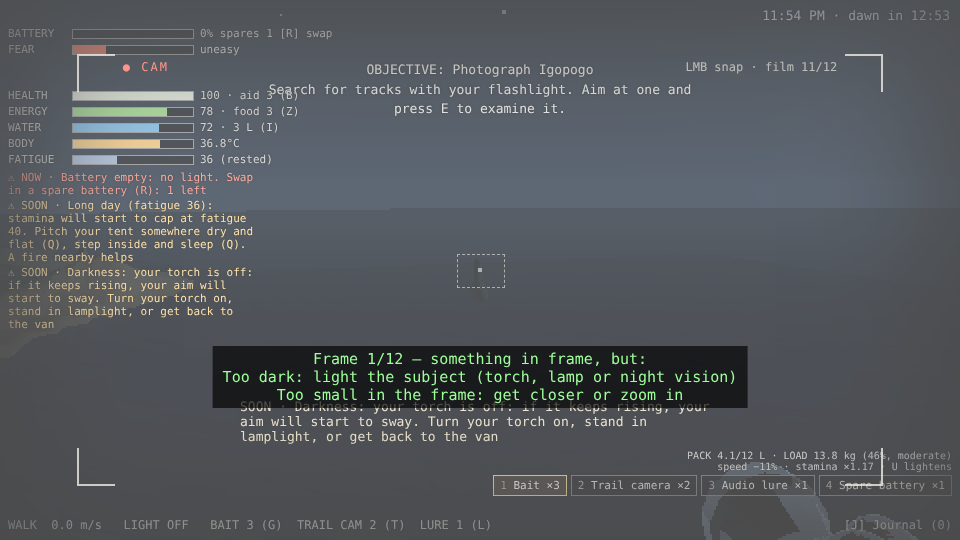 11:54 PM · dawn in 12:53
BATTERY 0% spares 1 [R] swap
FEAR uneasy
● CAM
LMB snap · film 11/12
OBJECTIVE: Photograph Igopogo
Search for tracks with your flashlight. Aim at one and
press E to examine it.
HEALTH 100 · aid 3 (B)
ENERGY 78 · food 3 (Z)
WATER 72 · 3 L (I)
BODY 36.8°C
FATIGUE 36 (rested)
⚠ NOW · Battery empty: no light. Swap
in a spare battery (R): 1 left
⚠ SOON · Long day (fatigue 36):
stamina will start to cap at fatigue
40. Pitch your tent somewhere dry and
flat (Q), step inside and sleep (Q).
A fire nearby helps
⚠ SOON · Darkness: your torch is off:
if it keeps rising, your aim will
start to sway. Turn your torch on,
stand in lamplight, or get back to
the van
Frame 1/12 — something in frame, but:
Too dark: light the subject (torch, lamp or night vision)
Too small in the frame: get closer or zoom in
SOON · Darkness: your torch is off: if it keeps rising, your
aim will start to sway. Turn your torch on, stand in
lamplight, or get back to the van
PACK 4.1/12 L · LOAD 13.8 kg (46%, moderate)
speed −11% · stamina ×1.17 · U lightens
1 Bait ×3 2 Trail camera ×2 3 Audio lure ×1 4 Spare battery ×1
WALK 0.0 m/s LIGHT OFF BAIT 3 (G) TRAIL CAM 2 (T) LURE 1 (L)
[J] Journal (0)